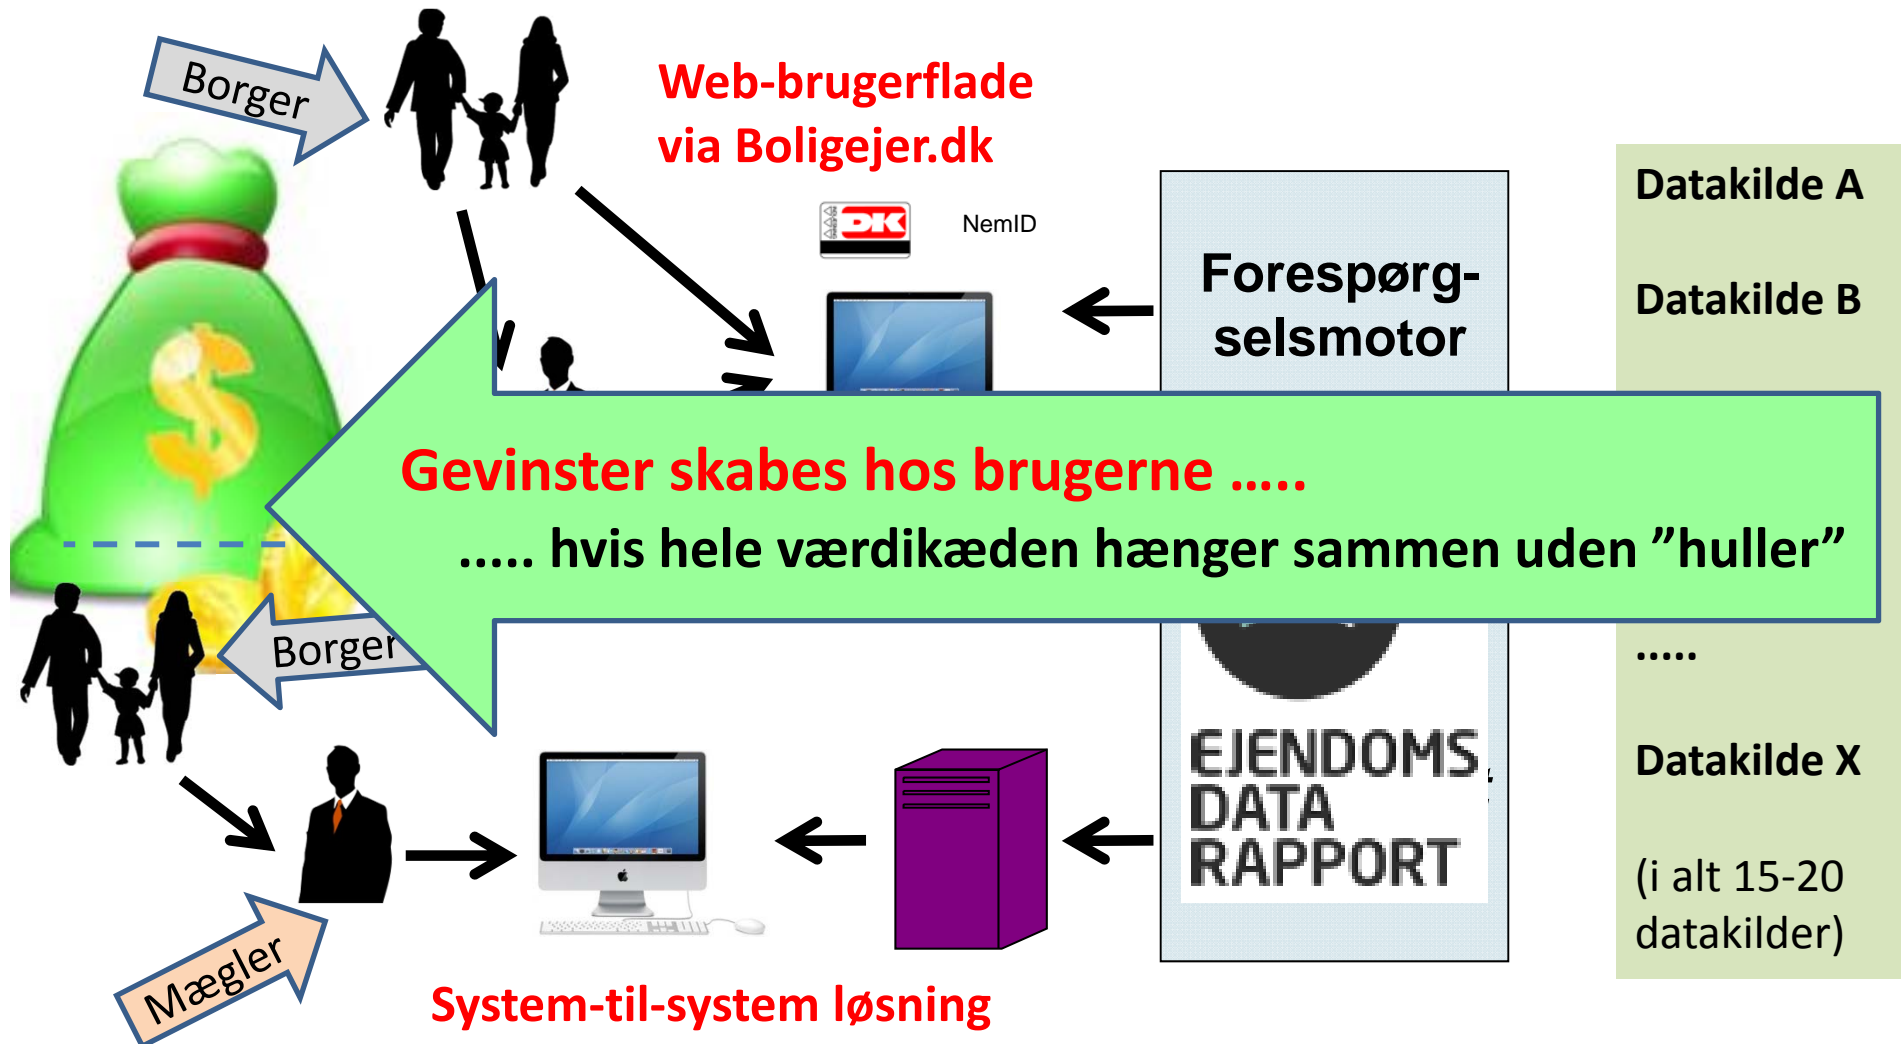 Borger
Web-brugerflade
via Boligejer.dk
DK
NemID
Forespørg-
selsmotor
Datakilde A
Datakilde B
Gevinster skabes hos brugerne .....
..... hvis hele værdikæden hænger sammen uden ”huller”
Borger
.....
EJENDOMS
DATA
RAPPORT
Datakilde X
(i alt 15-20
datakilder)
Mægler
System-til-system løsning